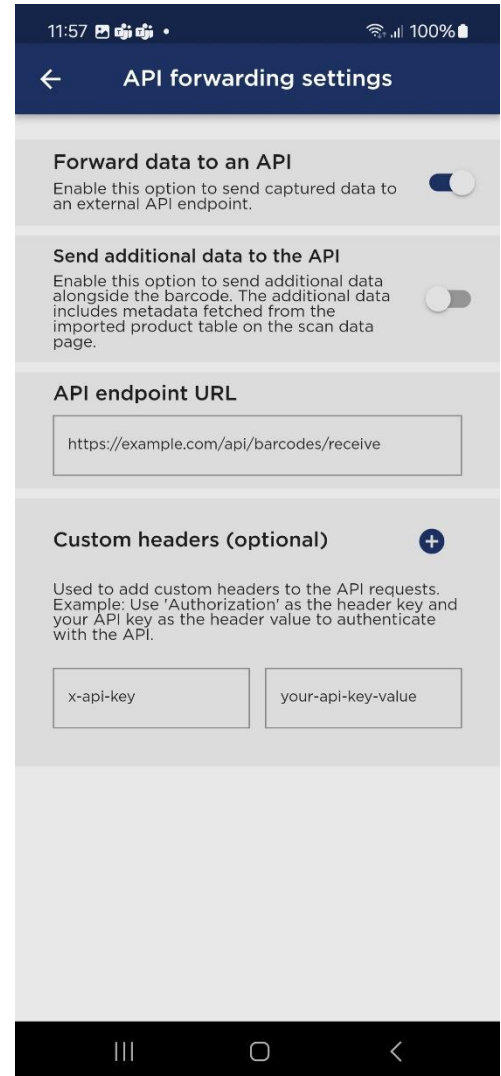 11:57
100%
API forwarding settings
Forward data to an API
Enable this option to send captured data to
an external API endpoint.
Send additional data to the API
Enable this option to send additional data
alongside the barcode. The additional data
includes metadata fetched from the
imported product table on the scan data
page.
API endpoint URL
https://example.com/api/barcodes/receive
Custom headers (optional)
Used to add custom headers to the API requests.
Example: Use 'Authorization' as the header key and
your API key as the header value to authenticate
with the API.
x-api-key
your-api-key-value